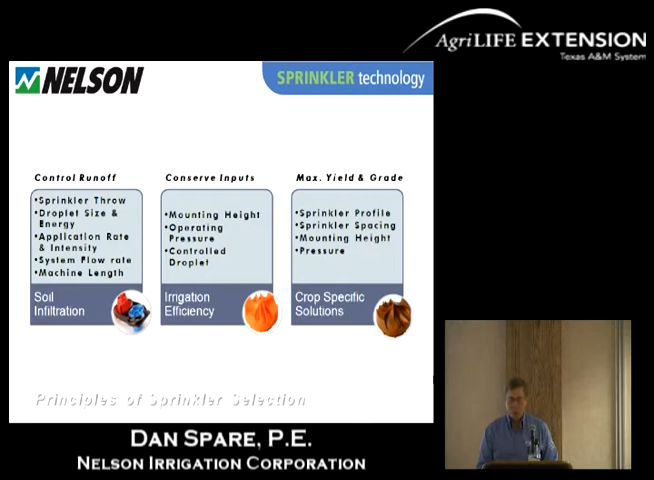 AgriLIFE EXTENSION
Texas A&M System
NELSON
SPRINKLER technology
Control Runoff
•Sprinkler Throw
•Droplet Size &
Energy
•Application Rate
& Intensity
•System Flow rate
•Machine Length
Soil
Infiltration
Conserve Inputs
•Mounting Height
•Operating
Pressure
•Controlled
Droplet
Irrigation
Efficiency
Max. Yield & Grade
•Sprinkler Profile
•Sprinkler Spacing
•Mounting Height
•Pressure
Crop Specific
Solutions
Principles of Sprinkler Selection
DAN SPARE, P.E.
NELSON IRRIGATION CORPORATION